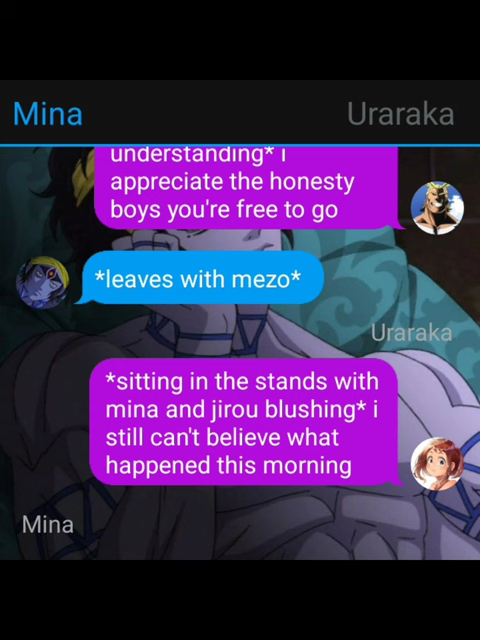 Mina
Uraraka
understanding* i
appreciate the honesty
boys you're free to go
*leaves with mezo*
Uraraka
*sitting in the stands with
mina and jirou blushing* i
still can't believe what
happened this morning
Mina